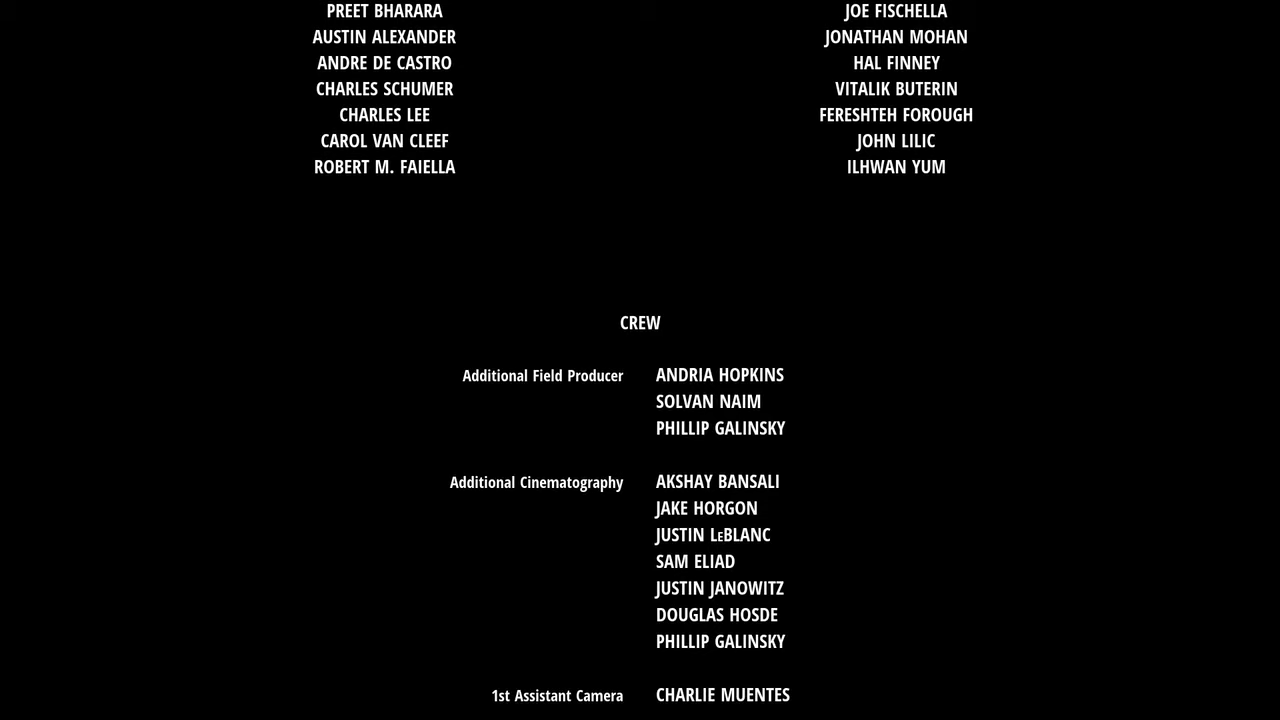 PREET BHARARA JOE FISCHELLA
AUSTIN ALEXANDER JONATHAN MOHAN
ANDRE DE CASTRO HAL FINNEY
CHARLES SCHUMER VITALIK BUTERIN
CHARLES LEE FERESHTEH FOROUGH
CAROL VAN CLEEF JOHN LILIC
ROBERT M. FAIELLA ILHWAN YUM
CREW
Additional Field Producer ANDRIA HOPKINS
SOLVAN NAIM
PHILLIP GALINSKY
Additional Cinematography AKSHAY BANSALI
JAKE HORGON
JUSTIN LeBLANC
SAM ELIAD
JUSTIN JANOWITZ
DOUGLAS HOSDE
PHILLIP GALINSKY
1st Assistant Camera CHARLIE MUENTES